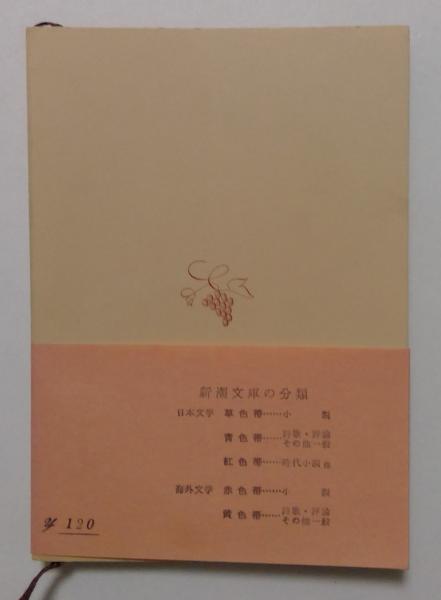 新潮文庫の分類
日本文学 草色帯……小説
青色帯……詩歌・評論
その他一般
紅色帯……時代小説 他
海外文学 赤色帯……小説
黄色帯……詩歌・評論
その他一般
¥ 120